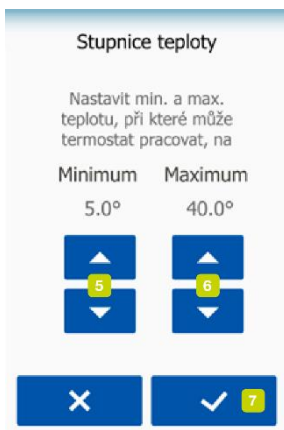 Stupnice teploty
Nastavit min. a max.
teplotu, při které může
termostat pracovat, na
Minimum Maximum
5.0° 40.0°
5 6
7